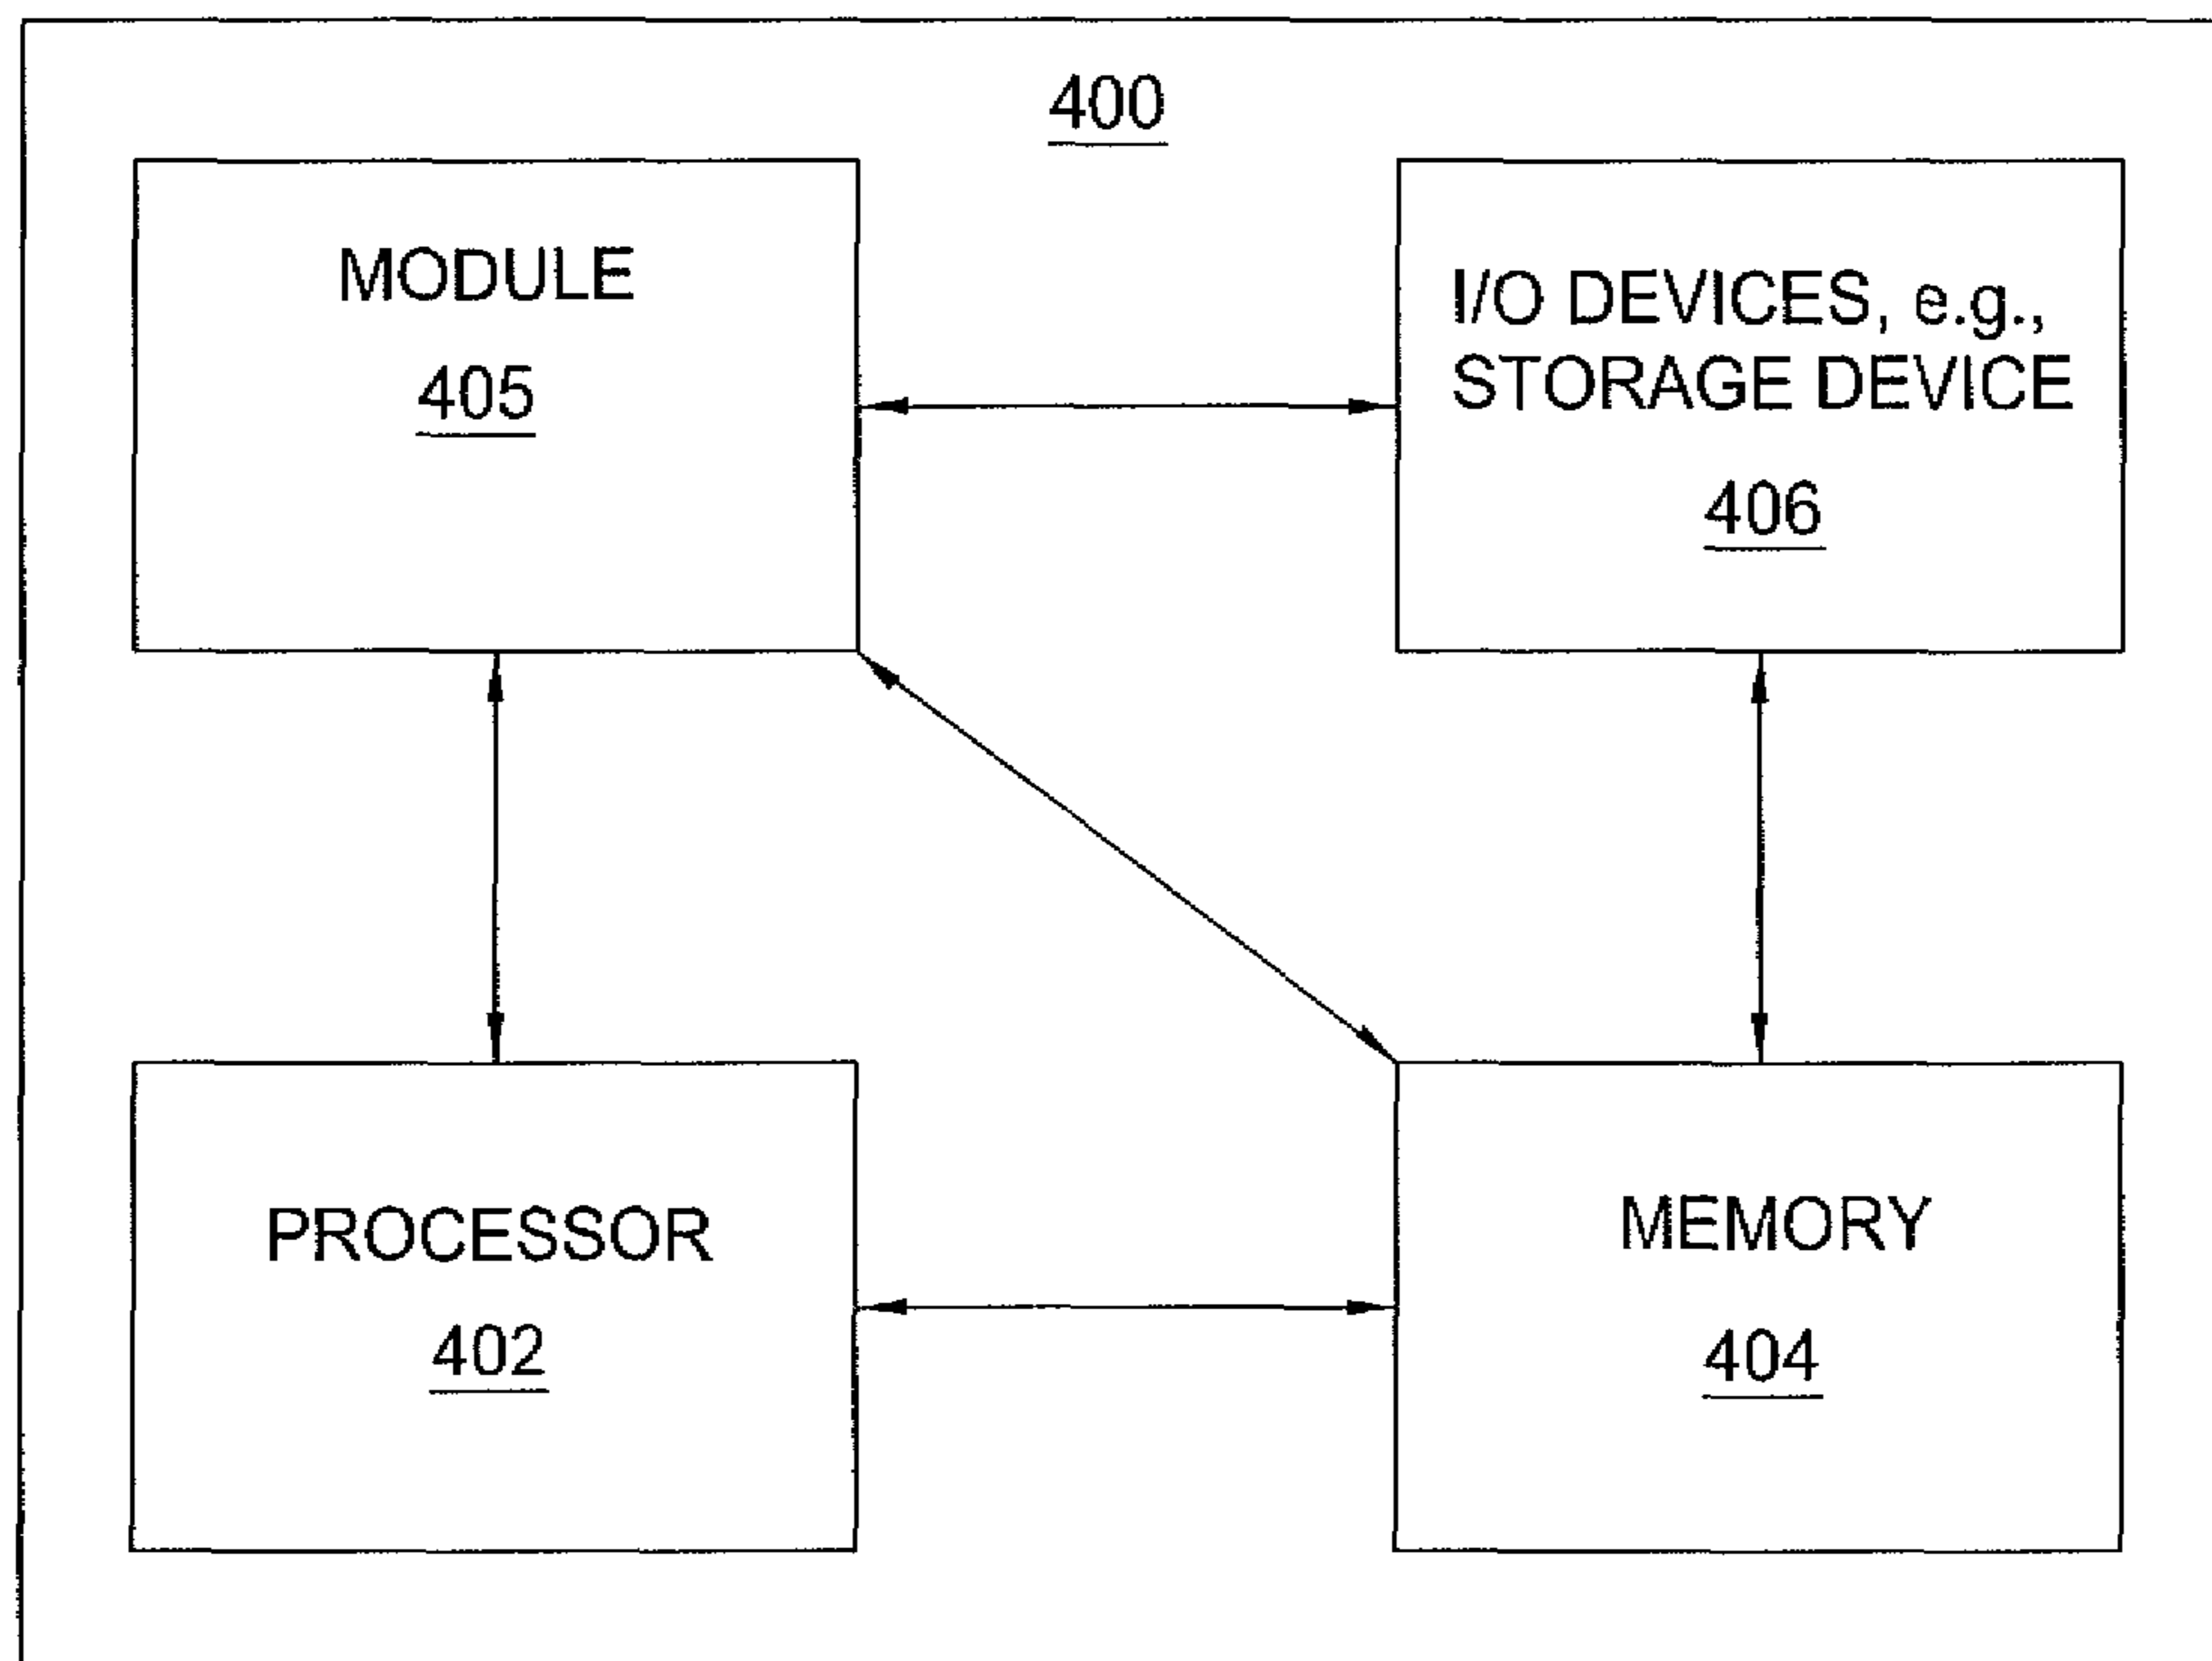 400
MODULE
405
I/O DEVICES, e.g.,
STORAGE DEVICE
406
PROCESSOR
402
MEMORY
404